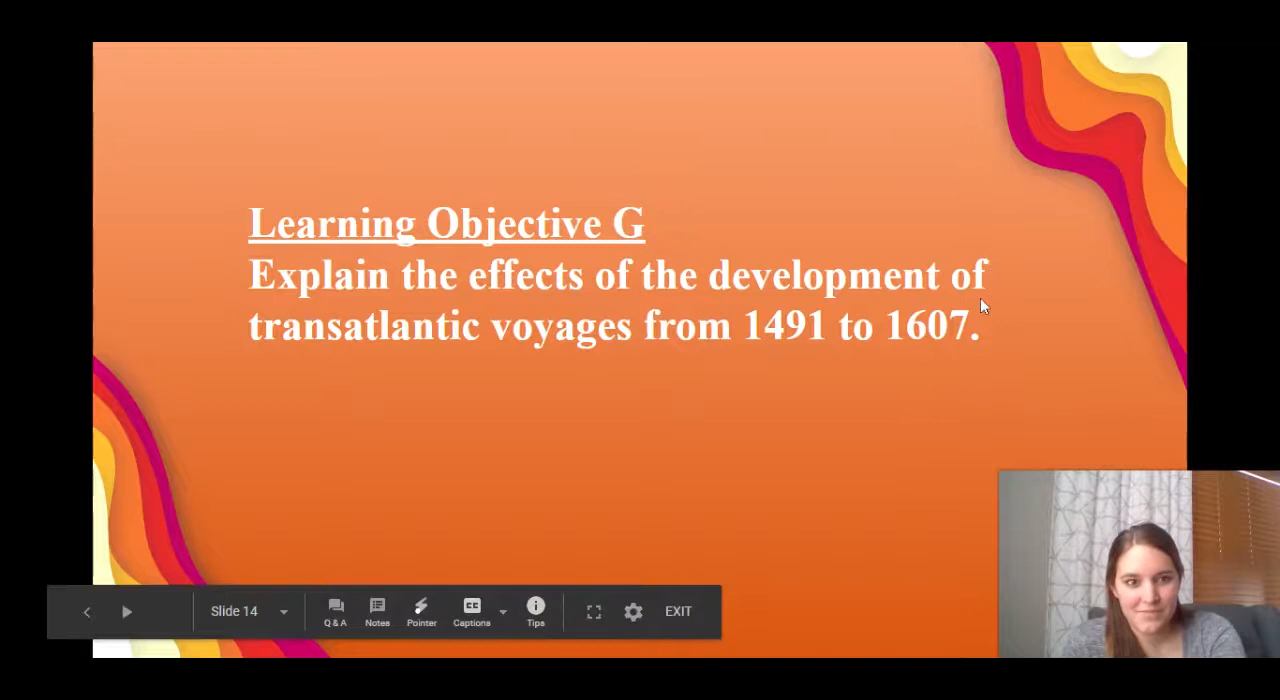 Learning Objective G
Explain the effects of the development of
transatlantic voyages from 1491 to 1607.
Slide 14
Q & A
Notes
Pointer
CC
Captions
Tips
EXIT